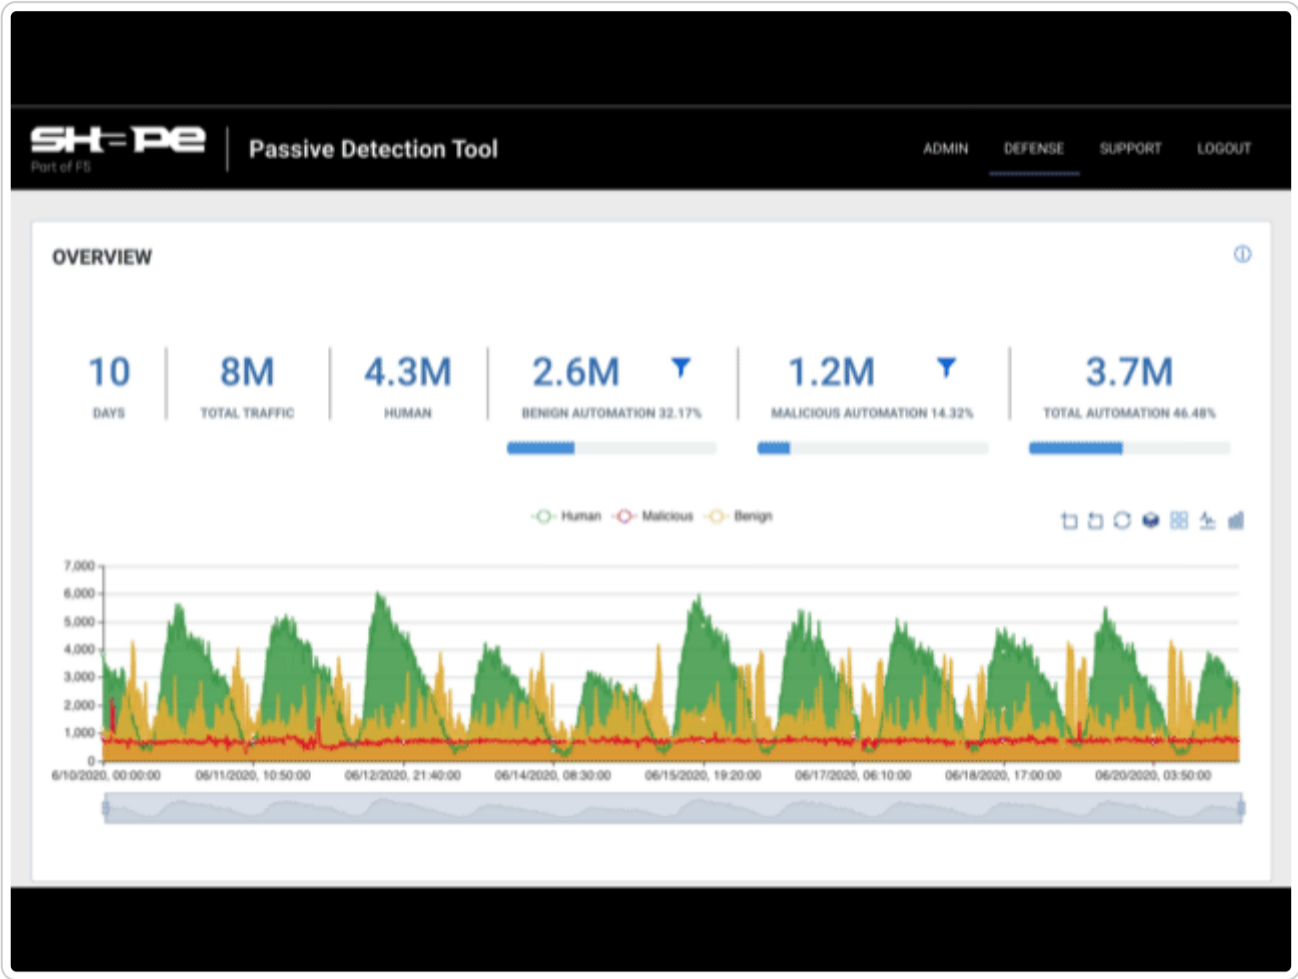 SHAPE
Part of F5
Passive Detection Tool
ADMIN DEFENSE SUPPORT LOGOUT
OVERVIEW
10 8M 4.3M 2.6M 1.2M 3.7M
DAYS TOTAL TRAFFIC HUMAN BENIGN AUTOMATION 32.17% MALICIOUS AUTOMATION 14.32% TOTAL AUTOMATION 46.48%
Human Malicious Benign
7,000
6,000
5,000
4,000
3,000
2,000
1,000
0
6/10/2020, 00:00:00 06/11/2020, 10:50:00 06/12/2020, 21:40:00 06/14/2020, 08:30:00 06/15/2020, 19:20:00 06/17/2020, 06:10:00 06/18/2020, 17:00:00 06/20/2020, 03:50:00